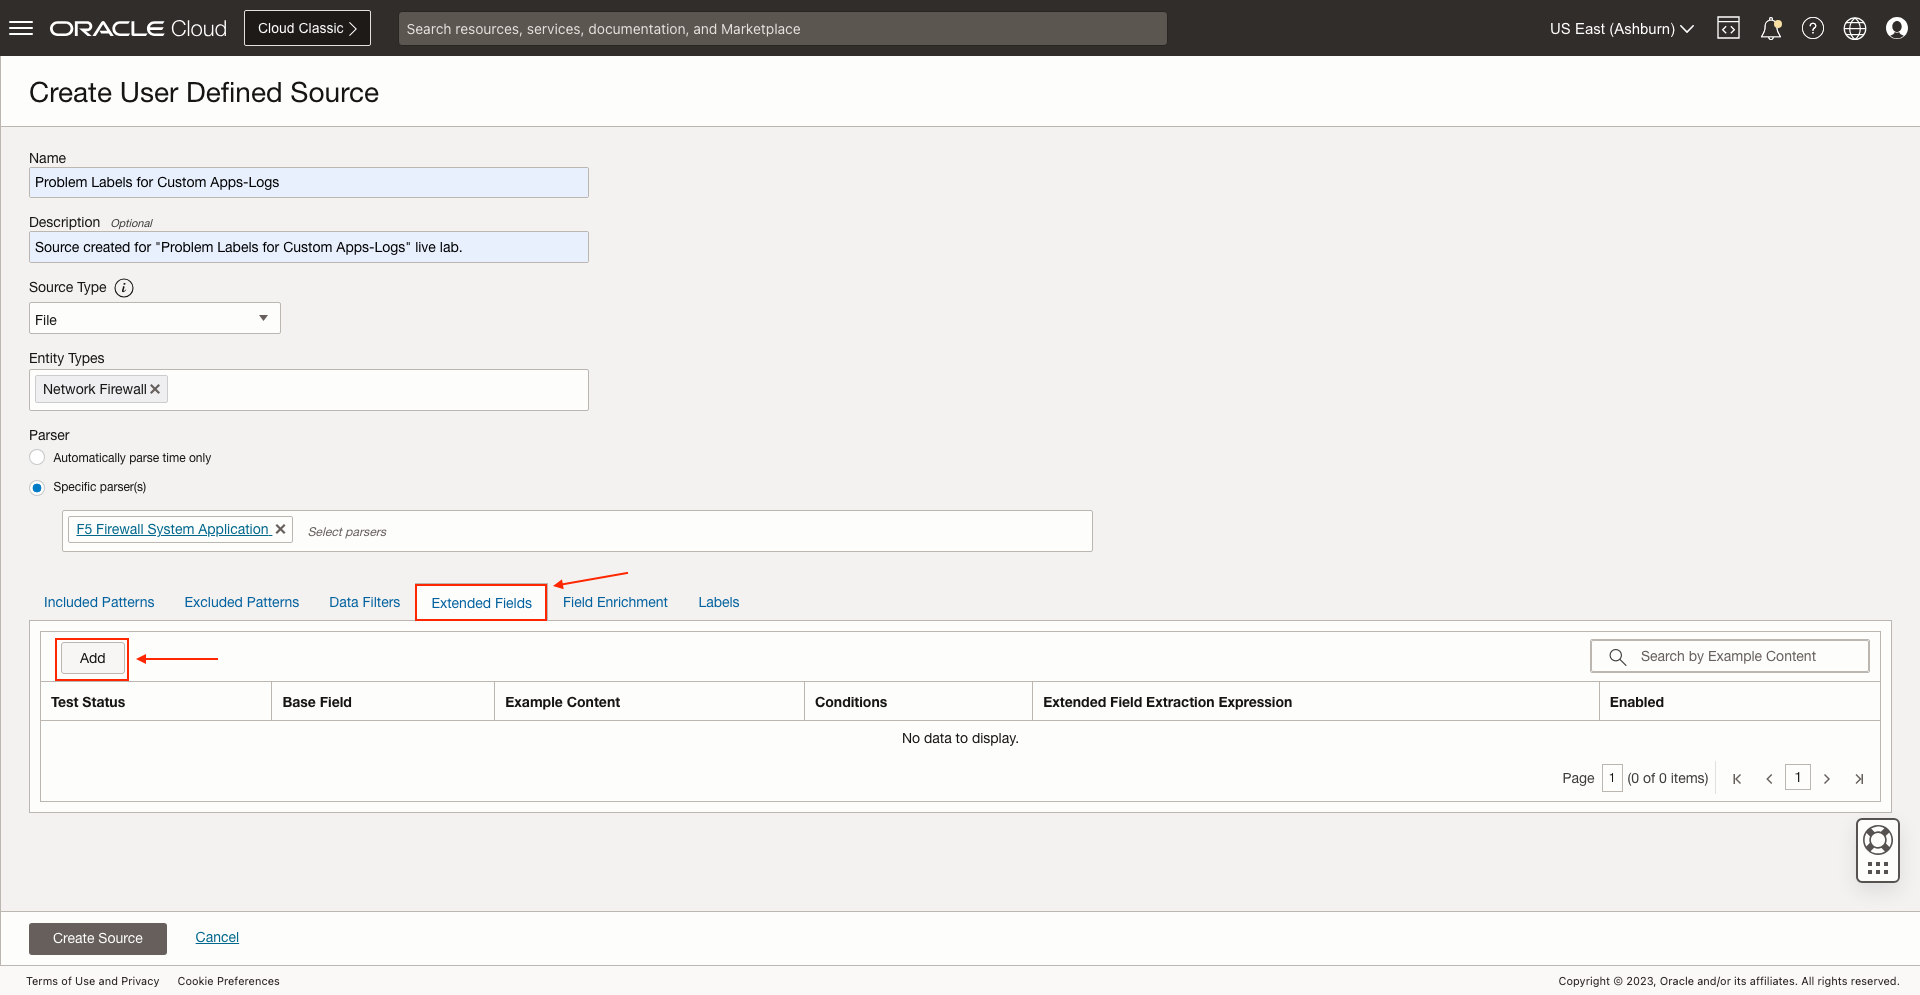 ORACLE Cloud
Cloud Classic
Search resources, services, documentation, and Marketplace
US East (Ashburn)
Create User Defined Source
Name
Problem Labels for Custom Apps-Logs
Description Optional
Source created for "Problem Labels for Custom Apps-Logs" live lab.
Source Type i
File
Entity Types
Network Firewall
Parser
Automatically parse time only
Specific parser(s)
F5 Firewall System Application Select parsers
Included Patterns Excluded Patterns Data Filters Extended Fields Field Enrichment Labels
Add
Search by Example Content
Test Status Base Field Example Content Conditions Extended Field Extraction Expression Enabled
No data to display.
Page 1 (0 of 0 items) 1
Create Source Cancel
Terms of Use and Privacy Cookie Preferences
Copyright © 2023, Oracle and/or its affiliates. All rights reserved.